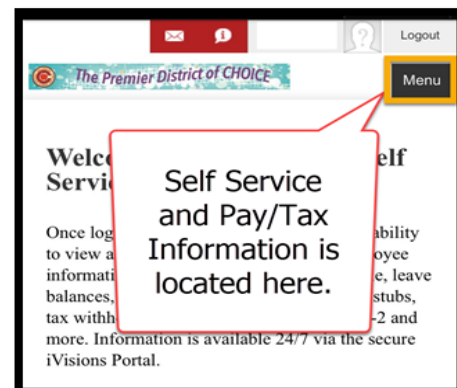 Logout
The Premier District of CHOICE
Menu
Welc elf
Servi
Self Service
and Pay/Tax
Information is
located here.
Once log ability
to view a oyee
informati e, leave
balances, stubs,
tax withh -2 and
more. Information is available 24/7 via the secure
iVisions Portal.